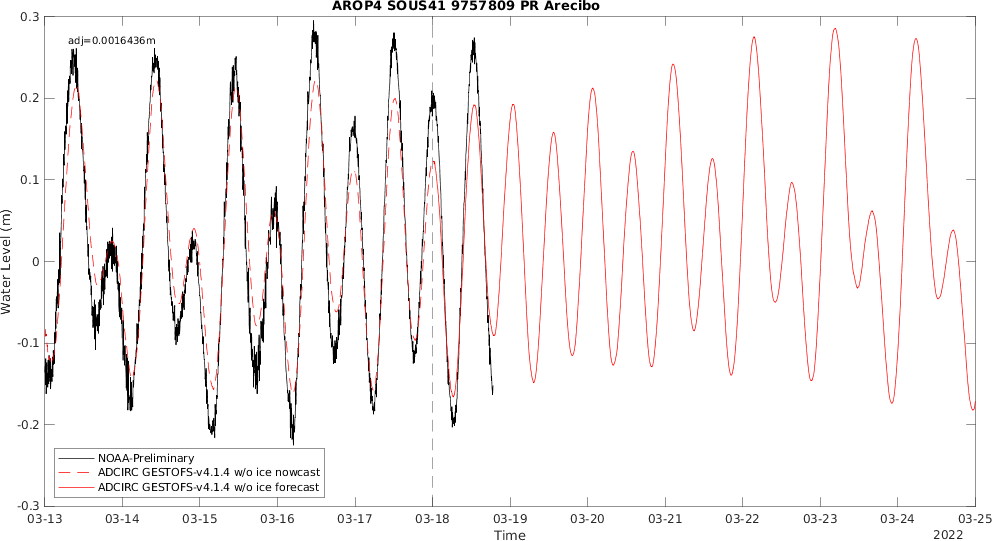 AROP4 SOUS41 9757809 PR Arecibo
adj=0.0016436m
Water Level (m)
0.3
0.2
0.1
0
-0.1
-0.2
-0.3
NOAA-Preliminary
ADCIRC GESTOFS-v4.1.4 w/o ice nowcast
ADCIRC GESTOFS-v4.1.4 w/o ice forecast
03-13 03-14 03-15 03-16 03-17 03-18 03-19 03-20 03-21 03-22 03-23 03-24 03-25
Time
2022